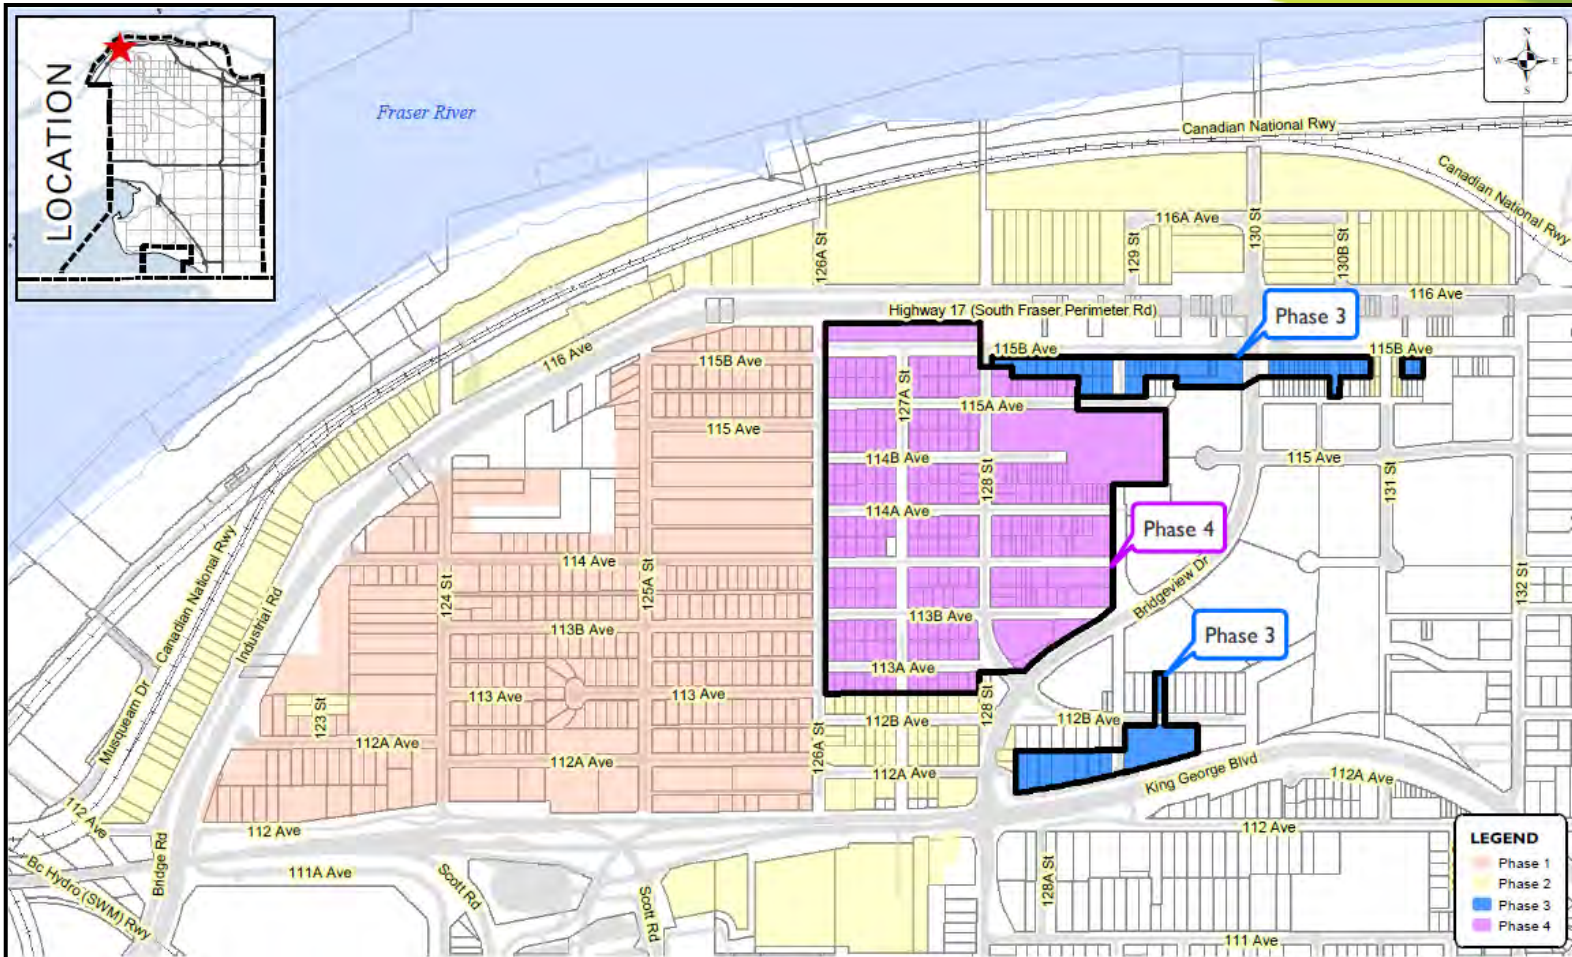 LOCATION
Fraser River
N
W E
S
Canadian National Rwy
Canadian National Rwy
116A Ave
126A St
129 St
130 St
130B St
116 Ave
Highway 17 (South Fraser Perimeter Rd)
Phase 3
115B Ave
115B Ave
115B Ave
116 Ave
127A St
115A Ave
115 Ave
114B Ave
128 St
115 Ave
131 St
114A Ave
Phase 4
Canadian National Rwy
114 Ave
124 St
125A St
Bridgeview Dr
132 St
Industrial Rd
113B Ave
113B Ave
Phase 3
113A Ave
Musqueam Dr
123 St
113 Ave
113 Ave
128 St
112B Ave
112B Ave
126A St
112A Ave
112A Ave
112A Ave
King George Blvd
112A Ave
112 Ave
112 Ave
112 Ave
Bridge Rd
Bc Hydro (SWM) Rwy
111A Ave
Scott Rd
Scott Rd
128A St
111 Ave
LEGEND
Phase 1
Phase 2
Phase 3
Phase 4